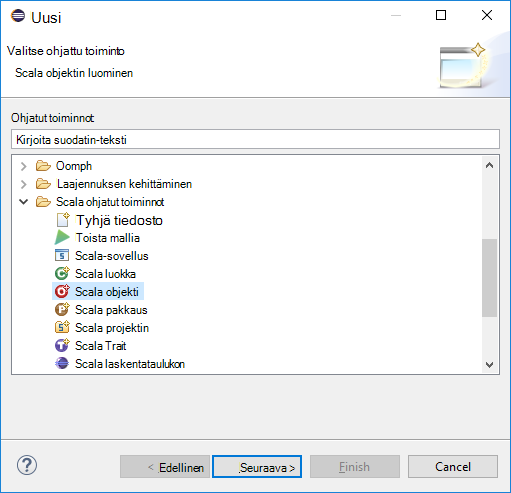 Uusi
Valitse ohjattu toiminto
Scala objektin luominen
Ohjatut toiminnot
Kirjoita suodatin-teksti
Oomph
Laajennuksen kehittäminen
Scala ohjatut toiminnot
Tyhjä tiedosto
Toista mallia
Scala-sovellus
Scala luokka
Scala objekti
Scala pakkaus
Scala projektin
Scala Trait
Scala laskentataulukon
< Edellinen Seuraava > Finish Cancel